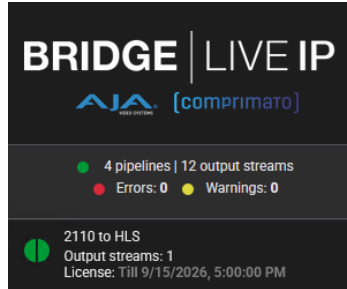 BRIDGE | LIVE IP
AJA VIDEO SYSTEMS [comprimato]
4 pipelines | 12 output streams
Errors: 0 Warnings: 0
2110 to HLS
Output streams: 1
License: Till 9/15/2026, 5:00:00 PM